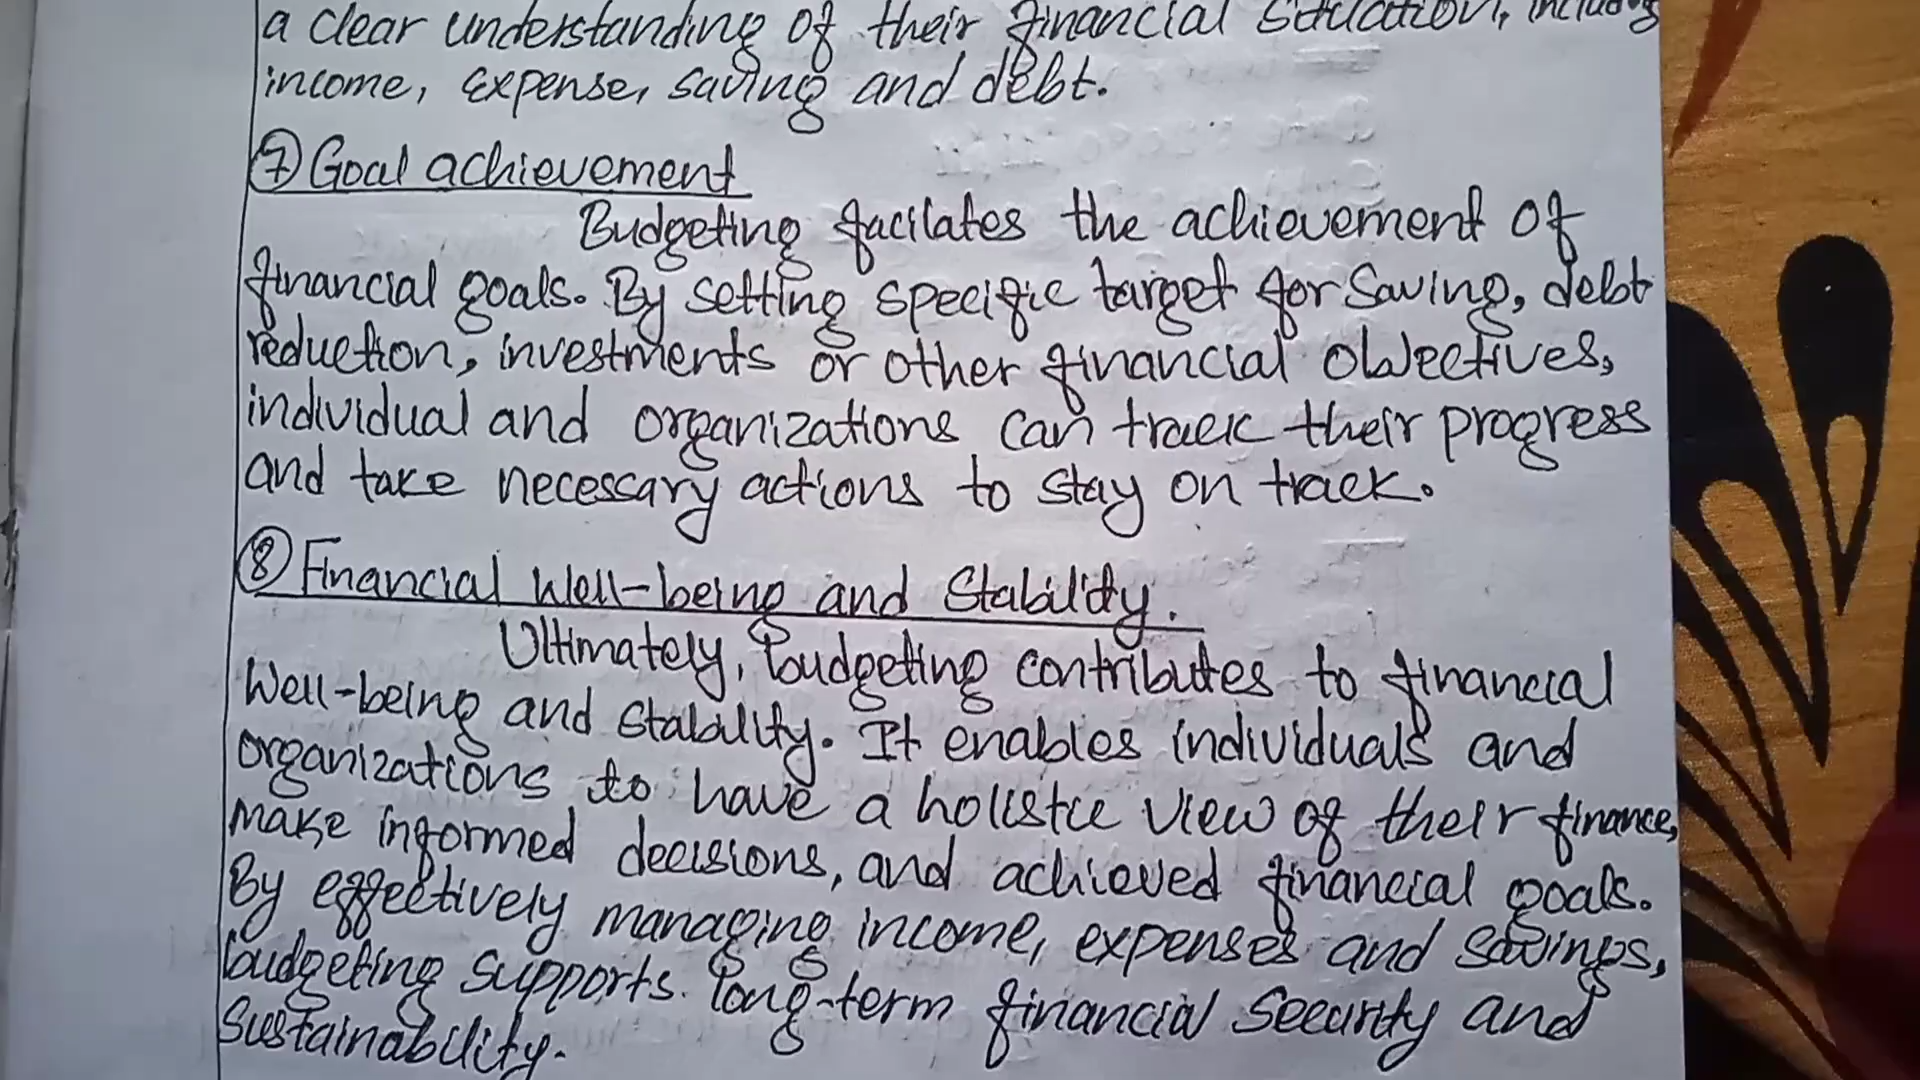 a clear understanding of their financial situation, including
income, expense, saving and debt.
⑦ Goal achievement
Budgeting facilates the achievement of
financial goals. By setting specific target for saving, debt
reduction, investments or other financial objectives,
individual and organizations can track their progress
and take necessary actions to stay on track.
⑧ Financial Well-being and Stability.
Ultimately, budgeting contributes to financial
Well-being and stability. It enables individuals and
organizations to have a holistic view of their finance,
make informed decisions, and achieved financial goals.
By effectively managing income, expenses and savings,
budgeting supports long-term financial security and
Sustainability.